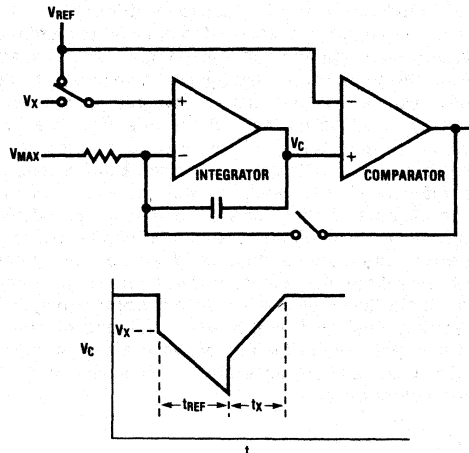 VREF
VX
VMAX
+
−
INTEGRATOR
VC
−
+
COMPARATOR
VX
VC
tREF
tX
t